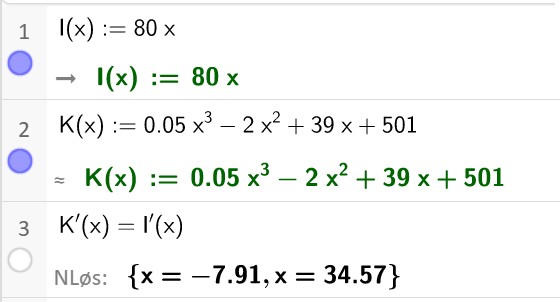 1 I(x) := 80 x
→ I(x) := 80 x
2 K(x) := 0.05 x³ − 2 x² + 39 x + 501
≈ K(x) := 0.05 x³ − 2 x² + 39 x + 501
3 K′(x) = I′(x)
NLøs: {x = −7.91, x = 34.57}